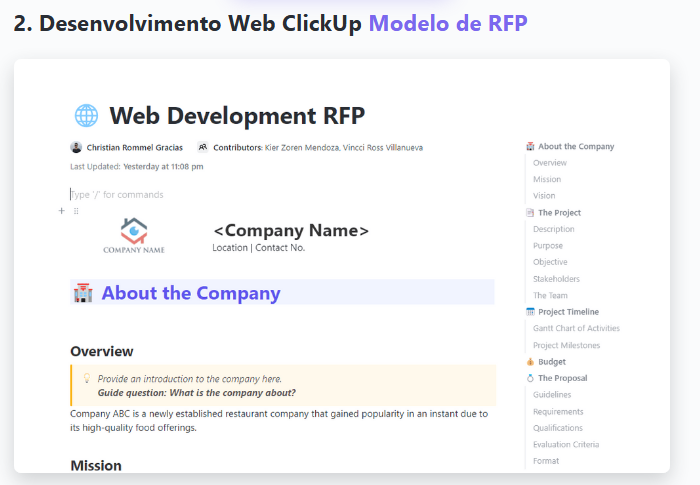 2. Desenvolvimento Web ClickUp Modelo de RFP
Web Development RFP
Christian Rommel Gracias Contributors: Kier Zoren Mendoza, Vincci Ross Villanueva
Last Updated: Yesterday at 11:08 pm
Type '/' for commands
COMPANY NAME
<Company Name>
Location | Contact No.
About the Company
Overview
Provide an introduction to the company here.
Guide question: What is the company about?
Company ABC is a newly established restaurant company that gained popularity in an instant due to
its high-quality food offerings.
Mission
About the Company
Overview
Mission
Vision
The Project
Description
Purpose
Objective
Stakeholders
The Team
Project Timeline
Gantt Chart of Activities
Project Milestones
Budget
The Proposal
Guidelines
Requirements
Qualifications
Evaluation Criteria
Format